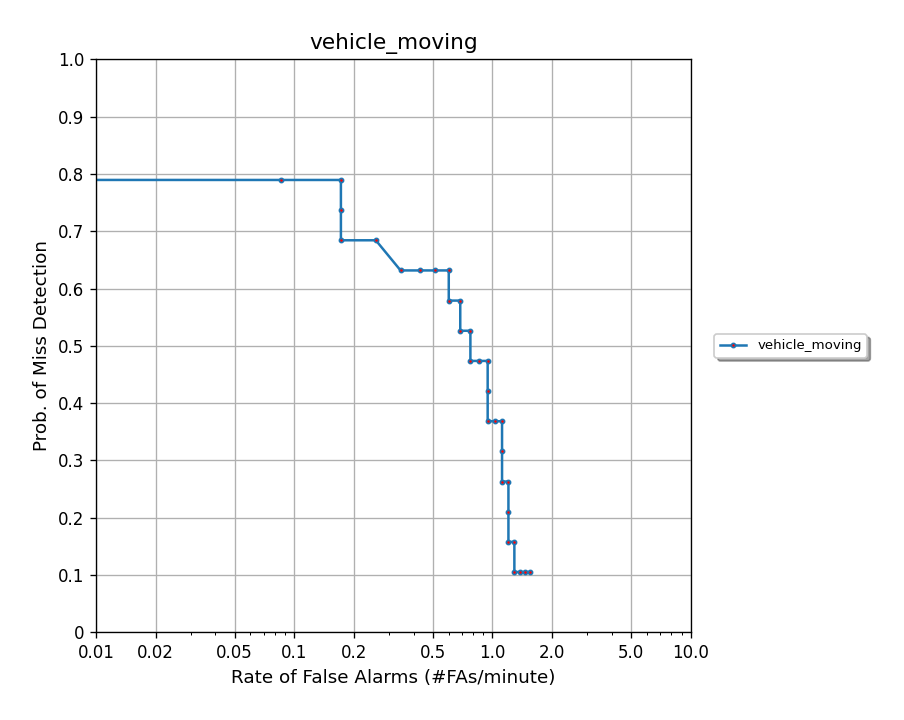 vehicle_moving
1.0
0.9
0.8
0.7
0.6
0.5
0.4
0.3
0.2
0.1
0
Prob. of Miss Detection
0.01 0.02 0.05 0.1 0.2 0.5 1.0 2.0 5.0 10.0
Rate of False Alarms (#FAs/minute)
vehicle_moving